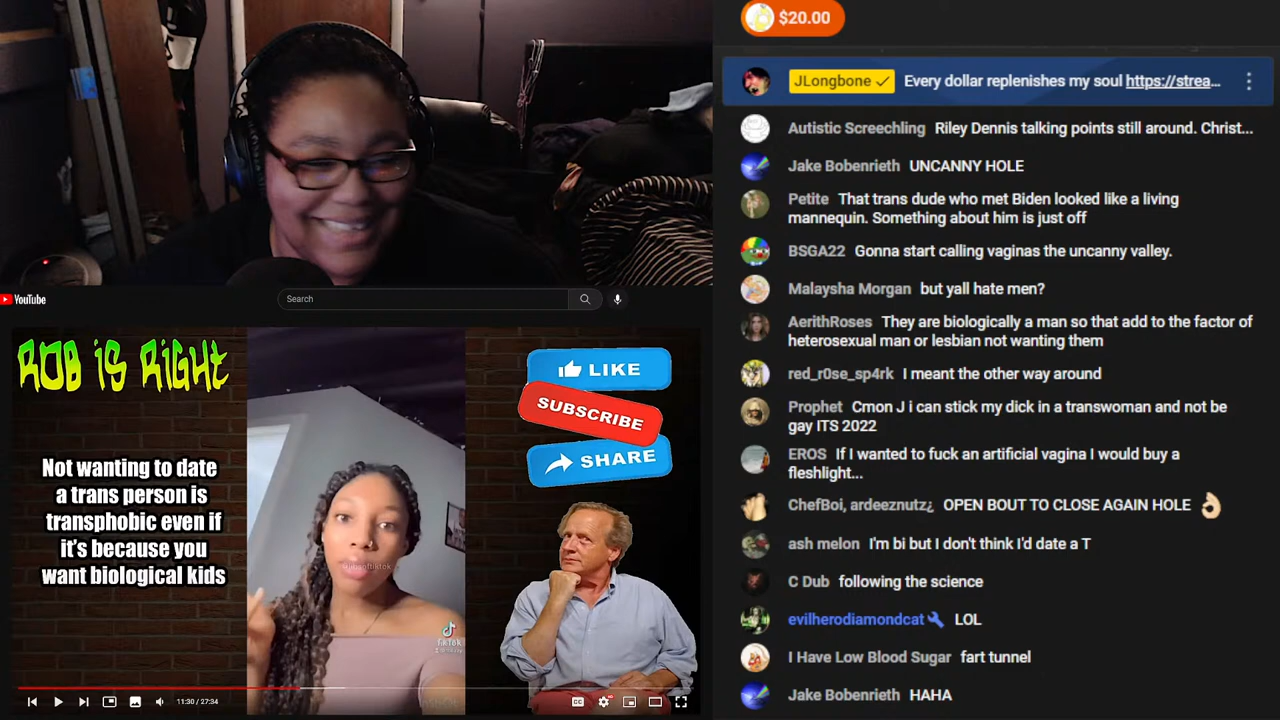 $20.00
JLongbone Every dollar replenishes my soul https://strea...
Autistic Screechling Riley Dennis talking points still around. Christ...
Jake Bobenrieth UNCANNY HOLE
Petite That trans dude who met Biden looked like a living
mannequin. Something about him is just off
BSGA22 Gonna start calling vaginas the uncanny valley.
Malaysha Morgan but yall hate men?
AerithRoses They are biologically a man so that add to the factor of
heterosexual man or lesbian not wanting them
red_r0se_sp4rk I meant the other way around
Prophet Cmon J i can stick my dick in a transwoman and not be
gay ITS 2022
EROS If I wanted to fuck an artificial vagina I would buy a
fleshlight...
ChefBoi, ardeeznutz¿ OPEN BOUT TO CLOSE AGAIN HOLE 👌🏼
ash melon I'm bi but I don't think I'd date a T
C Dub following the science
evilherodiamondcat LOL
I Have Low Blood Sugar fart tunnel
Jake Bobenrieth HAHA
YouTube
Search
ROB iS RiGHT
Not wanting to date
a trans person is
transphobic even if
it's because you
want biological kids
TikTok
LIKE
SUBSCRIBE
SHARE
11:30 / 27:34
CC